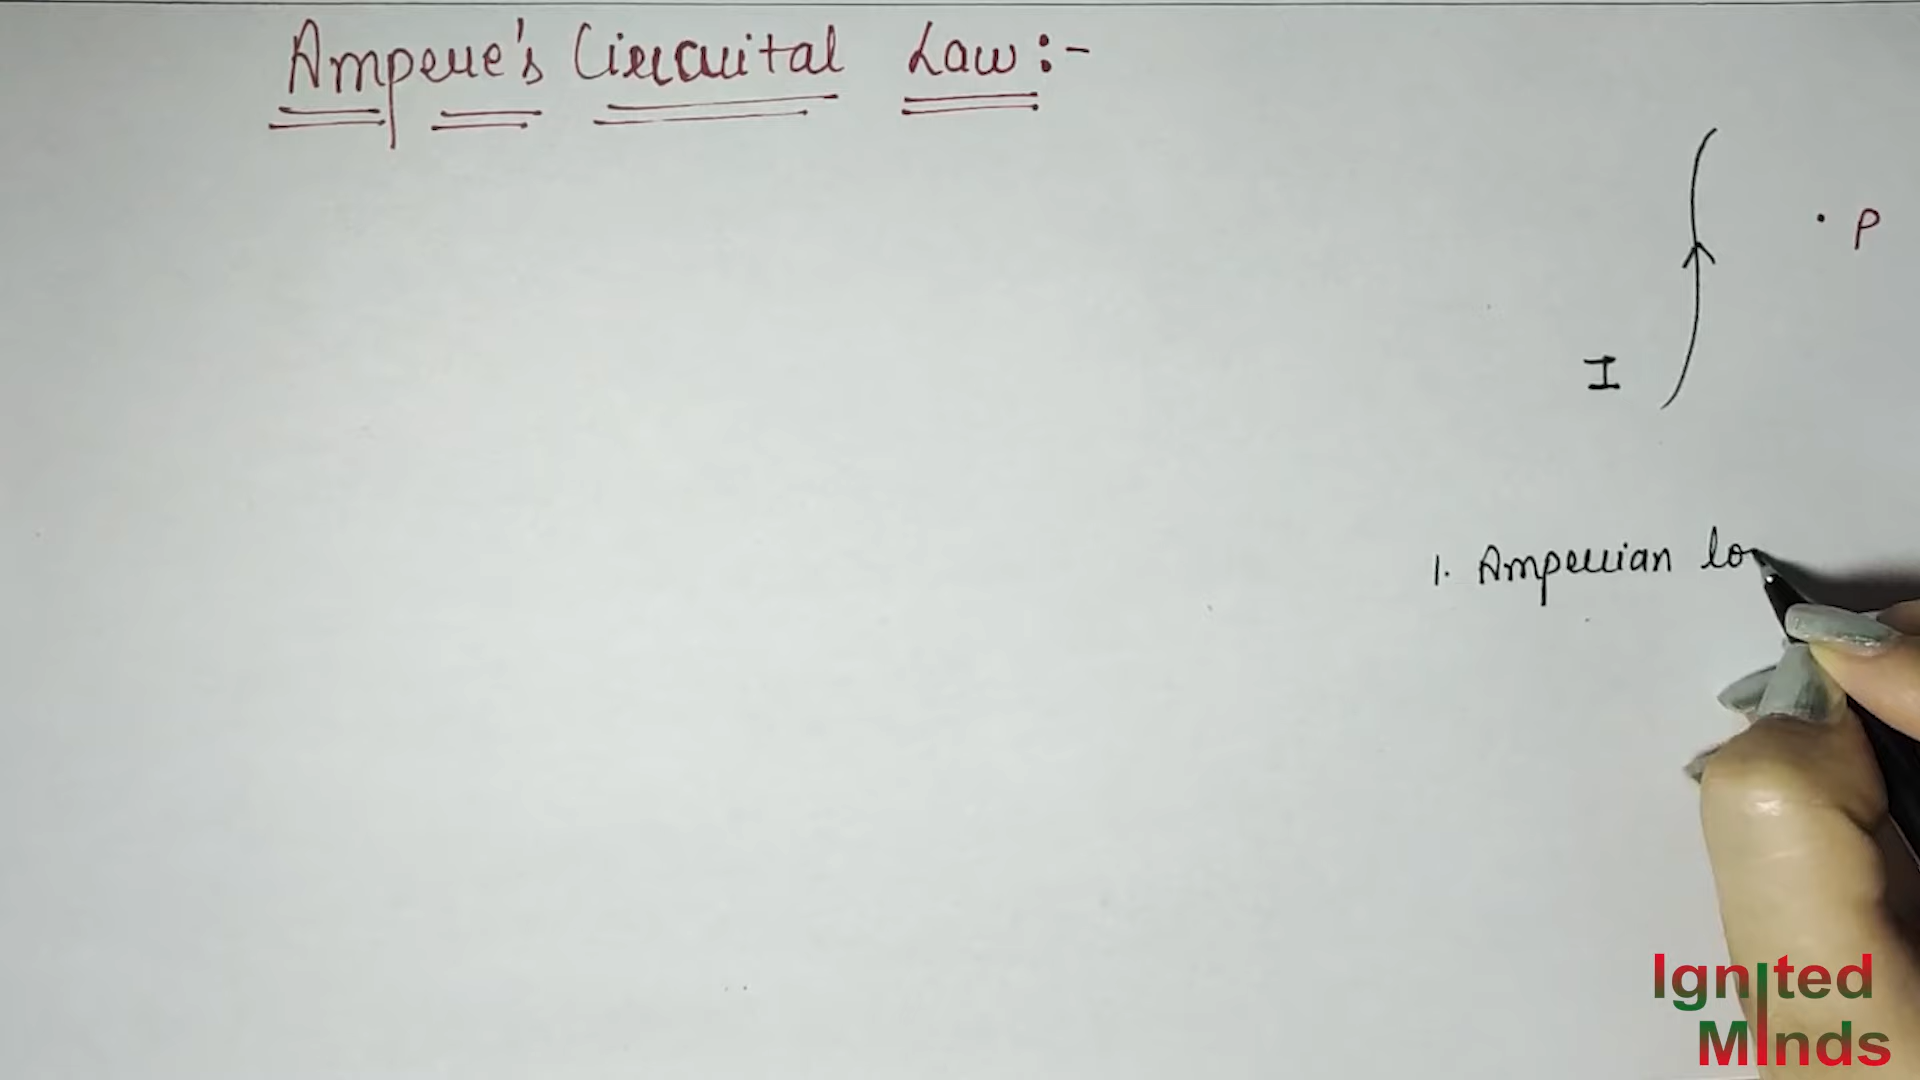 Ampere's Circuital Law:-
P
I
1. Amperian lo
Ignited
Minds